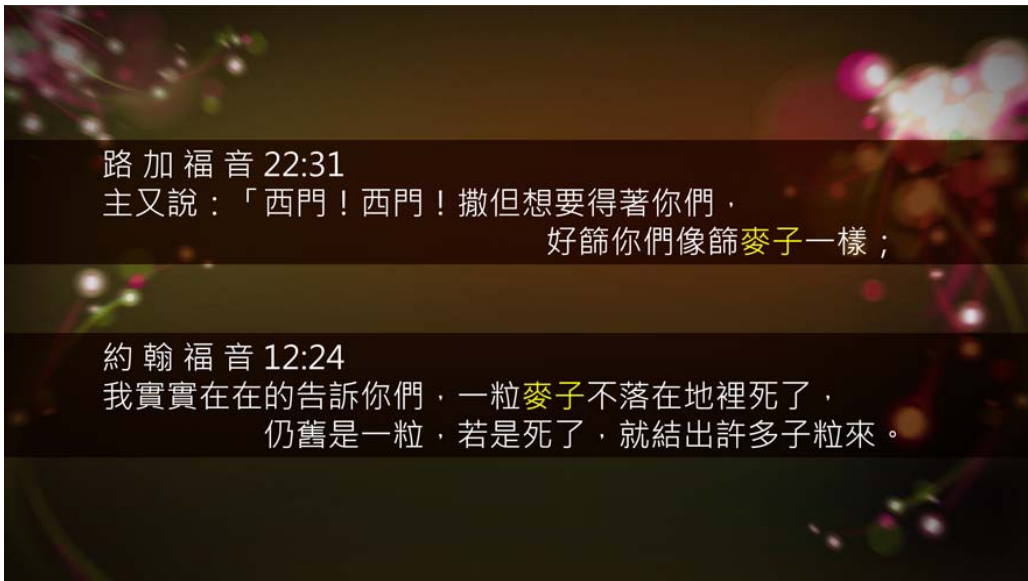 路加福音 22:31
主又說：「西門！西門！撒但想要得著你們，
好篩你們像篩麥子一樣；
約翰福音 12:24
我實實在在的告訴你們，一粒麥子不落在地裡死了，
仍舊是一粒，若是死了，就結出許多子粒來。